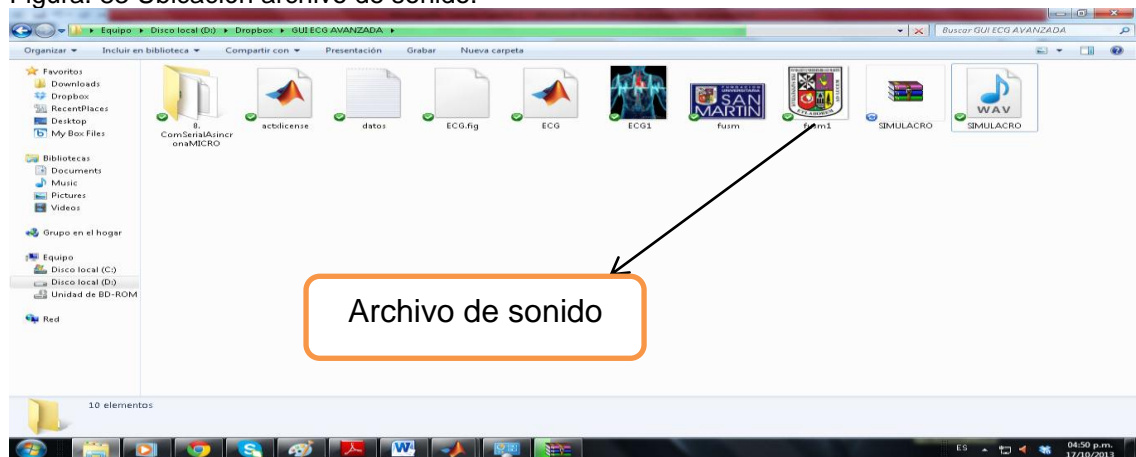 Figura. 68 Ubicación archivo de sonido.
Equipo ▸ Disco local (D:) ▸ Dropbox ▸ GUI ECG AVANZADA ▸
Buscar GUI ECG AVANZADA
Organizar Incluir en biblioteca Compartir con Presentación Grabar Nueva carpeta
Favoritos
Downloads
Dropbox
RecentPlaces
Desktop
My Box Files
Bibliotecas
Documents
Music
Pictures
Videos
Grupo en el hogar
Equipo
Disco local (C:)
Disco local (D:)
Unidad de BD-ROM
Red
0.
ComSerialAsincr
onaMICRO
actxlicense
datos
ECG.fig
ECG
ECG1
SAN
MARTÍN
fusm
fusm1
SIMULACRO
WAV
SIMULACRO
Archivo de sonido
10 elementos
ES
04:50 p.m.
17/10/2013